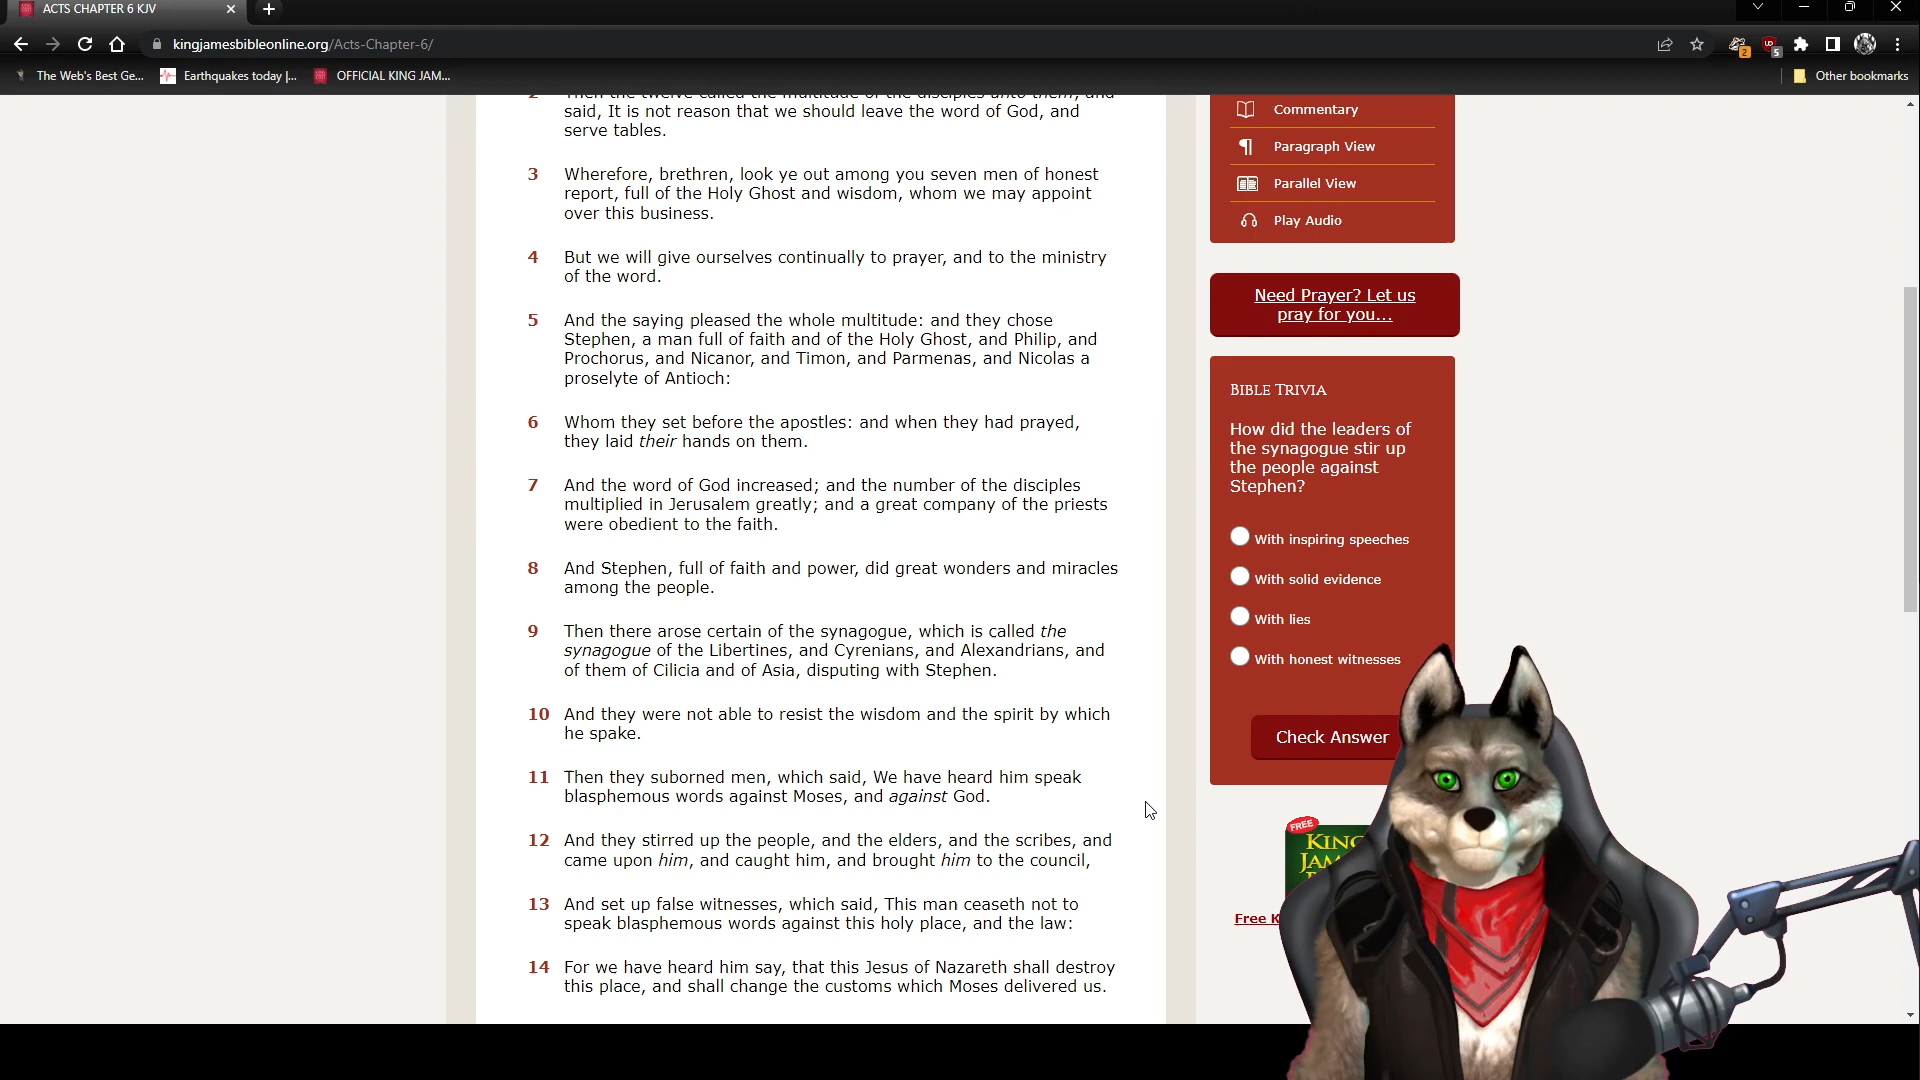 ACTS CHAPTER 6 KJV
kingjamesbibleonline.org/Acts-Chapter-6/
2
5
The Web's Best Ge...
Earthquakes today |...
OFFICIAL KING JAM...
Other bookmarks
2 Then the twelve called the multitude of the disciples unto them, and
said, It is not reason that we should leave the word of God, and
serve tables.
3 Wherefore, brethren, look ye out among you seven men of honest
report, full of the Holy Ghost and wisdom, whom we may appoint
over this business.
4 But we will give ourselves continually to prayer, and to the ministry
of the word.
5 And the saying pleased the whole multitude: and they chose
Stephen, a man full of faith and of the Holy Ghost, and Philip, and
Prochorus, and Nicanor, and Timon, and Parmenas, and Nicolas a
proselyte of Antioch:
6 Whom they set before the apostles: and when they had prayed,
they laid their hands on them.
7 And the word of God increased; and the number of the disciples
multiplied in Jerusalem greatly; and a great company of the priests
were obedient to the faith.
8 And Stephen, full of faith and power, did great wonders and miracles
among the people.
9 Then there arose certain of the synagogue, which is called the
synagogue of the Libertines, and Cyrenians, and Alexandrians, and
of them of Cilicia and of Asia, disputing with Stephen.
10 And they were not able to resist the wisdom and the spirit by which
he spake.
11 Then they suborned men, which said, We have heard him speak
blasphemous words against Moses, and against God.
12 And they stirred up the people, and the elders, and the scribes, and
came upon him, and caught him, and brought him to the council,
13 And set up false witnesses, which said, This man ceaseth not to
speak blasphemous words against this holy place, and the law:
14 For we have heard him say, that this Jesus of Nazareth shall destroy
this place, and shall change the customs which Moses delivered us.
Commentary
Paragraph View
Parallel View
Play Audio
Need Prayer? Let us
pray for you...
BIBLE TRIVIA
How did the leaders of
the synagogue stir up
the people against
Stephen?
With inspiring speeches
With solid evidence
With lies
With honest witnesses
Check Answer
FREE
KING
JAM
Free K